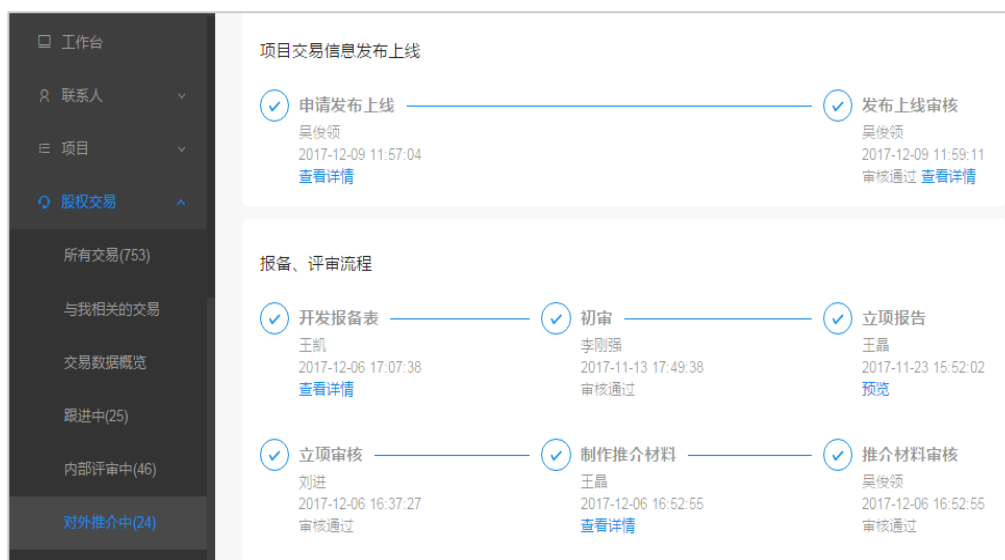 工作台
联系人
项目
股权交易
所有交易(753)
与我相关的交易
交易数据概览
跟进中(25)
内部评审中(46)
对外推介中(24)
项目交易信息发布上线
申请发布上线
吴俊领
2017-12-09 11:57:04
查看详情
发布上线审核
吴俊领
2017-12-09 11:59:11
审核通过 查看详情
报备、评审流程
开发报备表
王凯
2017-12-06 17:07:38
查看详情
初审
李刚强
2017-11-13 17:49:38
审核通过
立项报告
王晶
2017-11-23 15:52:02
预览
立项审核
刘进
2017-12-06 16:37:27
审核通过
制作推介材料
王晶
2017-12-06 16:52:55
查看详情
推介材料审核
吴俊领
2017-12-06 16:52:55
审核通过